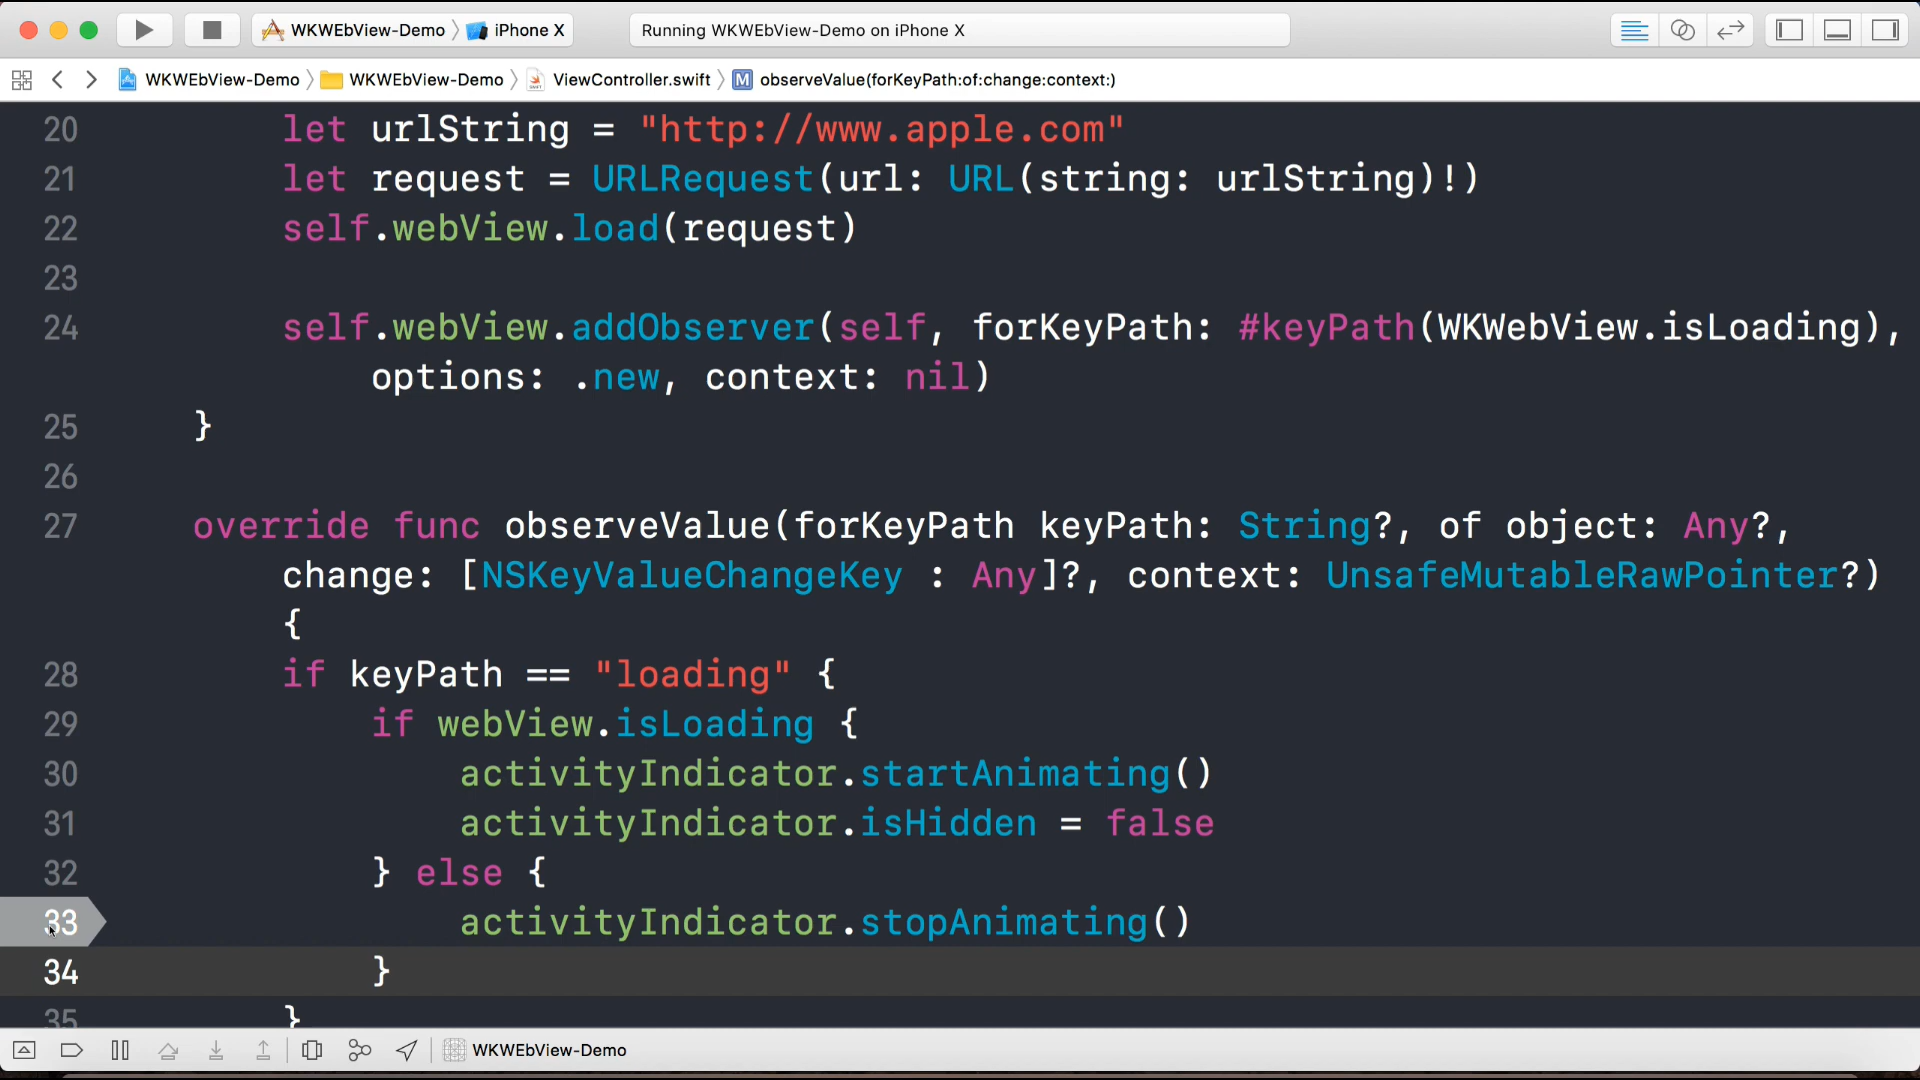 WKWEbView-Demo iPhone X Running WKWEbView-Demo on iPhone X
WKWEbView-Demo WKWEbView-Demo ViewController.swift M observeValue(forKeyPath:of:change:context:)
20 let urlString = "http://www.apple.com"
21 let request = URLRequest(url: URL(string: urlString)!)
22 self.webView.load(request)
23
24 self.webView.addObserver(self, forKeyPath: #keyPath(WKWebView.isLoading),
options: .new, context: nil)
25 }
26
27 override func observeValue(forKeyPath keyPath: String?, of object: Any?,
change: [NSKeyValueChangeKey : Any]?, context: UnsafeMutableRawPointer?)
{
28 if keyPath == "loading" {
29 if webView.isLoading {
30 activityIndicator.startAnimating()
31 activityIndicator.isHidden = false
32 } else {
33 activityIndicator.stopAnimating()
34 }
35 }
WKWEbView-Demo